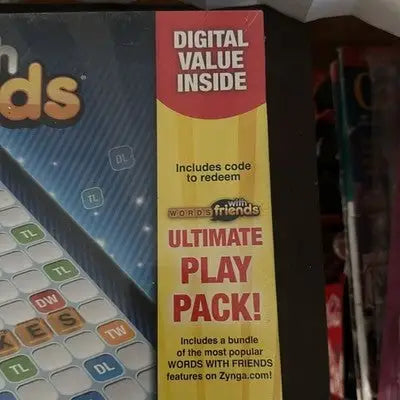 h
ds
DIGITAL
VALUE
INSIDE
DL
TL
Includes code
to redeem
WORDS with
friends
ULTIMATE
PLAY
PACK!
TL
TL
DW
KES
TW
TL
DL
Includes a bundle
of the most popular
WORDS WITH FRIENDS
features on Zynga.com!